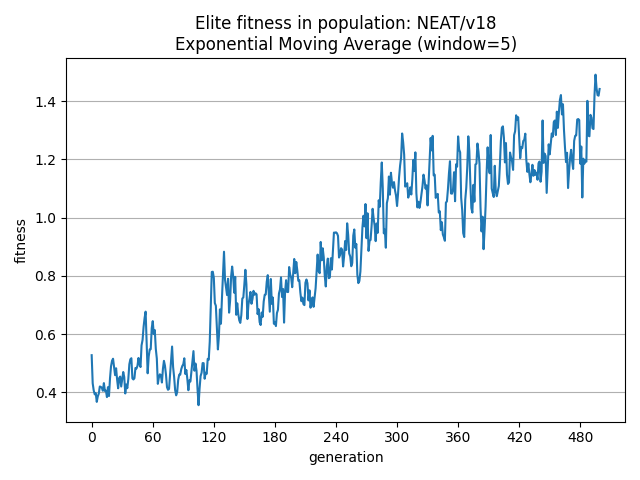 Elite fitness in population: NEAT/v18
Exponential Moving Average (window=5)
fitness
1.4
1.2
1.0
0.8
0.6
0.4
0 60 120 180 240 300 360 420 480
generation